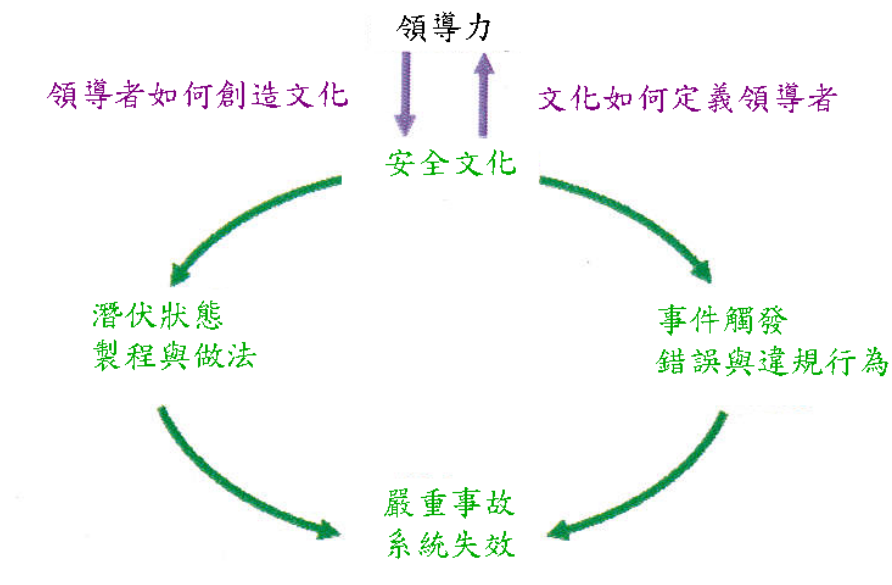 領導力
領導者如何創造文化
文化如何定義領導者
安全文化
潛伏狀態
製程與做法
事件觸發
錯誤與違規行為
嚴重事故
系統失效